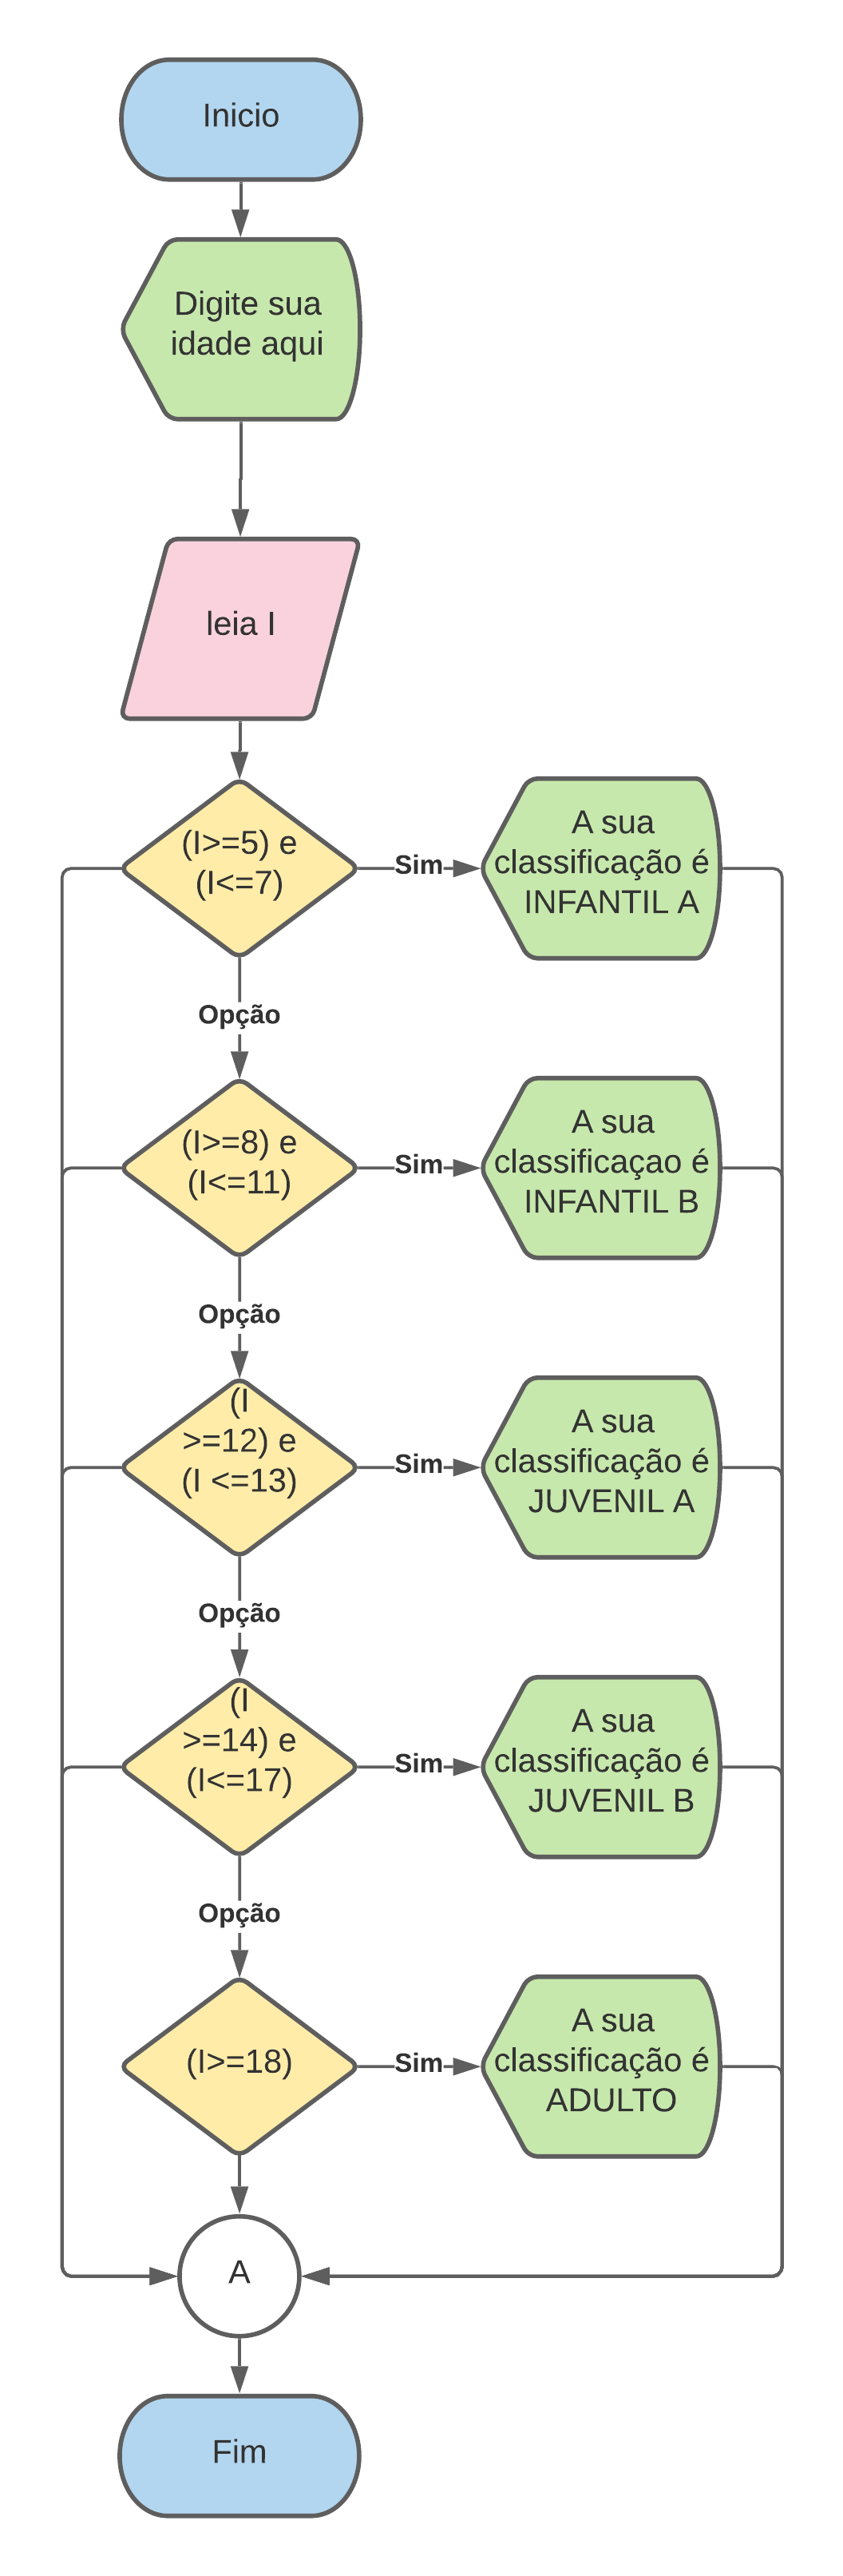 Inicio
Digite sua
idade aqui
leia I
(I>=5) e
(I<=7)
Sim
A sua
classificação é
INFANTIL A
Opção
(I>=8) e
(I<=11)
Sim
A sua
classificaçao é
INFANTIL B
Opção
(I
>=12) e
(I <=13)
Sim
A sua
classificação é
JUVENIL A
Opção
(I
>=14) e
(I<=17)
Sim
A sua
classificação é
JUVENIL B
Opção
(I>=18)
Sim
A sua
classificação é
ADULTO
A
Fim